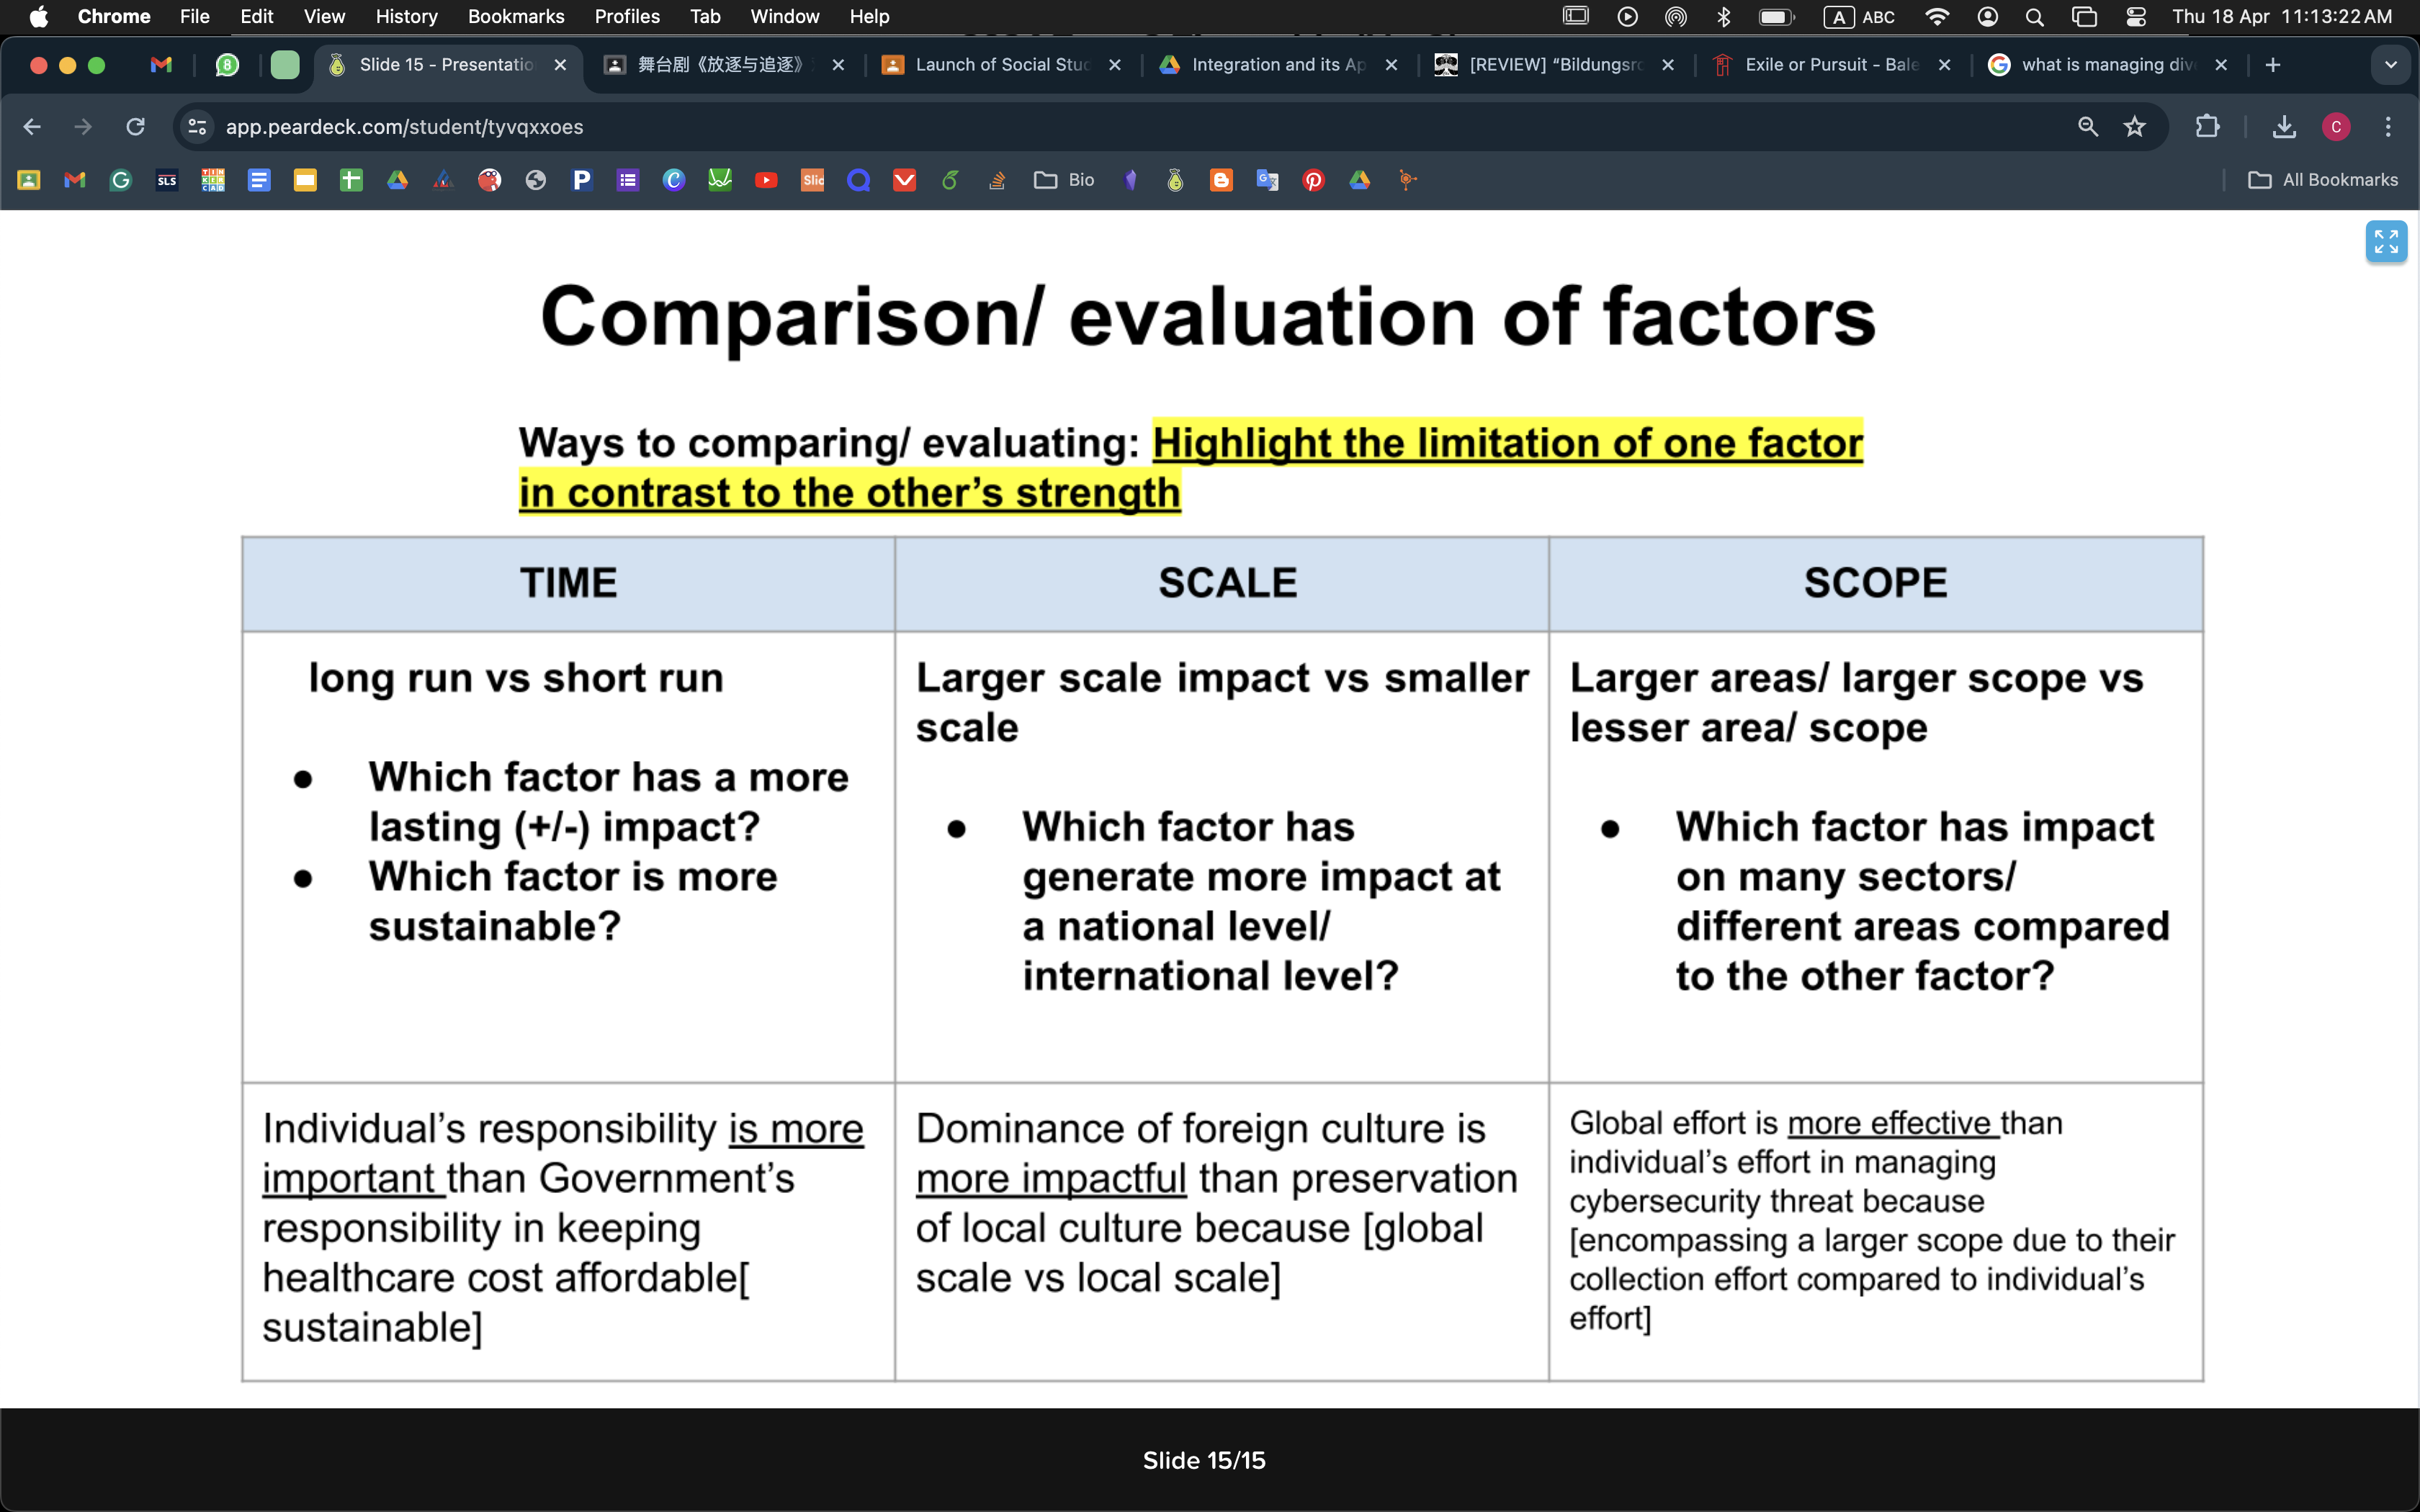 Chrome File Edit View History Bookmarks Profiles Tab Window Help A ABC Thu 18 Apr 11:13:22 AM
8 Slide 15 - Presentatio 舞台剧《放逐与追逐》 Launch of Social Stud Integration and its Ap [REVIEW] “Bildungsro Exile or Pursuit - Bale what is managing div
app.peardeck.com/student/tyvqxxoes C
SLS TINKERCAD P Slid Bio All Bookmarks
Comparison/ evaluation of factors
Ways to comparing/ evaluating: Highlight the limitation of one factor
in contrast to the other’s strength
TIME
long run vs short run
● Which factor has a more
lasting (+/-) impact?
● Which factor is more
sustainable?
Individual’s responsibility is more
important than Government’s
responsibility in keeping
healthcare cost affordable[
sustainable]
SCALE
Larger scale impact vs smaller
scale
● Which factor has
generate more impact at
a national level/
international level?
Dominance of foreign culture is
more impactful than preservation
of local culture because [global
scale vs local scale]
SCOPE
Larger areas/ larger scope vs
lesser area/ scope
● Which factor has impact
on many sectors/
different areas compared
to the other factor?
Global effort is more effective than
individual’s effort in managing
cybersecurity threat because
[encompassing a larger scope due to their
collection effort compared to individual’s
effort]
Slide 15/15